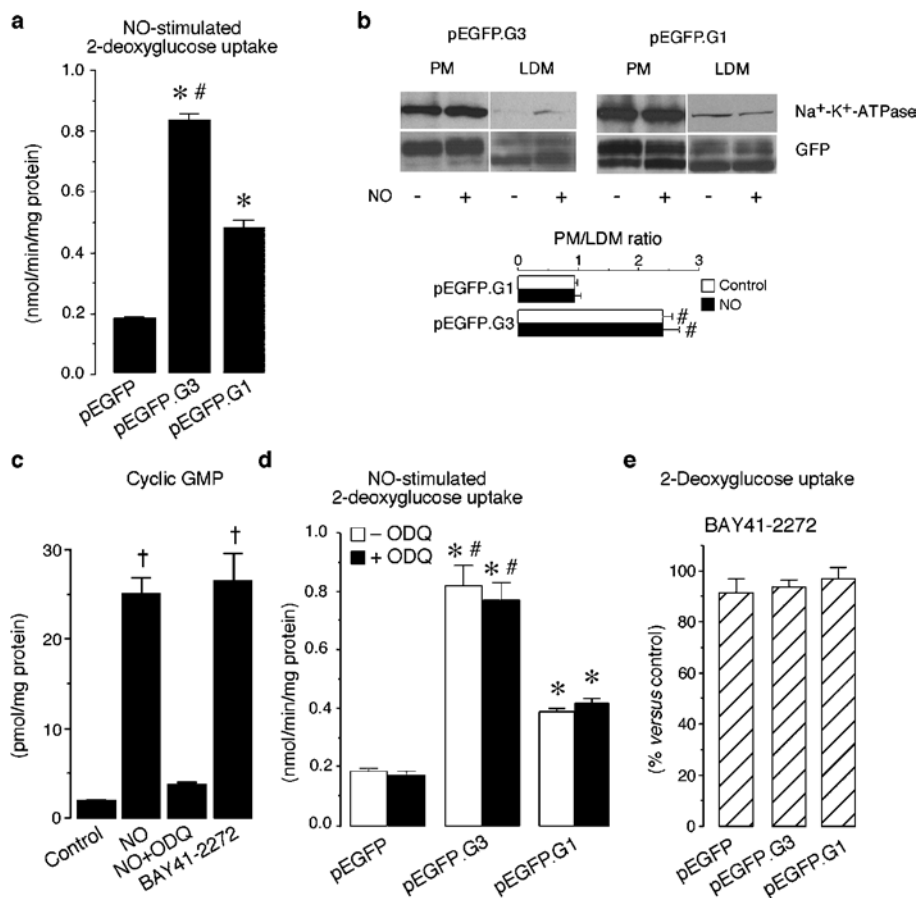 a
NO-stimulated
2-deoxyglucose uptake
(nmol/min/mg protein)
1.0
0.8
0.6
0.4
0.2
0.0
* #
*
pEGFP
pEGFP.G3
pEGFP.G1
b
pEGFP.G3
pEGFP.G1
PM
LDM
PM
LDM
Na+-K+-ATPase
GFP
NO
- + - + - + - +
PM/LDM ratio
0 1 2 3
pEGFP.G1
pEGFP.G3
#
#
Control
NO
c
Cyclic GMP
(pmol/mg protein)
30
20
10
0
†
†
Control
NO
NO+ODQ
BAY41-2272
d
NO-stimulated
2-deoxyglucose uptake
(nmol/min/mg protein)
1.0
0.8
0.6
0.4
0.2
0.0
– ODQ
+ ODQ
* #
* #
*
*
pEGFP
pEGFP.G3
pEGFP.G1
e
2-Deoxyglucose uptake
BAY41-2272
(% versus control)
100
80
60
40
20
0
pEGFP
pEGFP.G3
pEGFP.G1